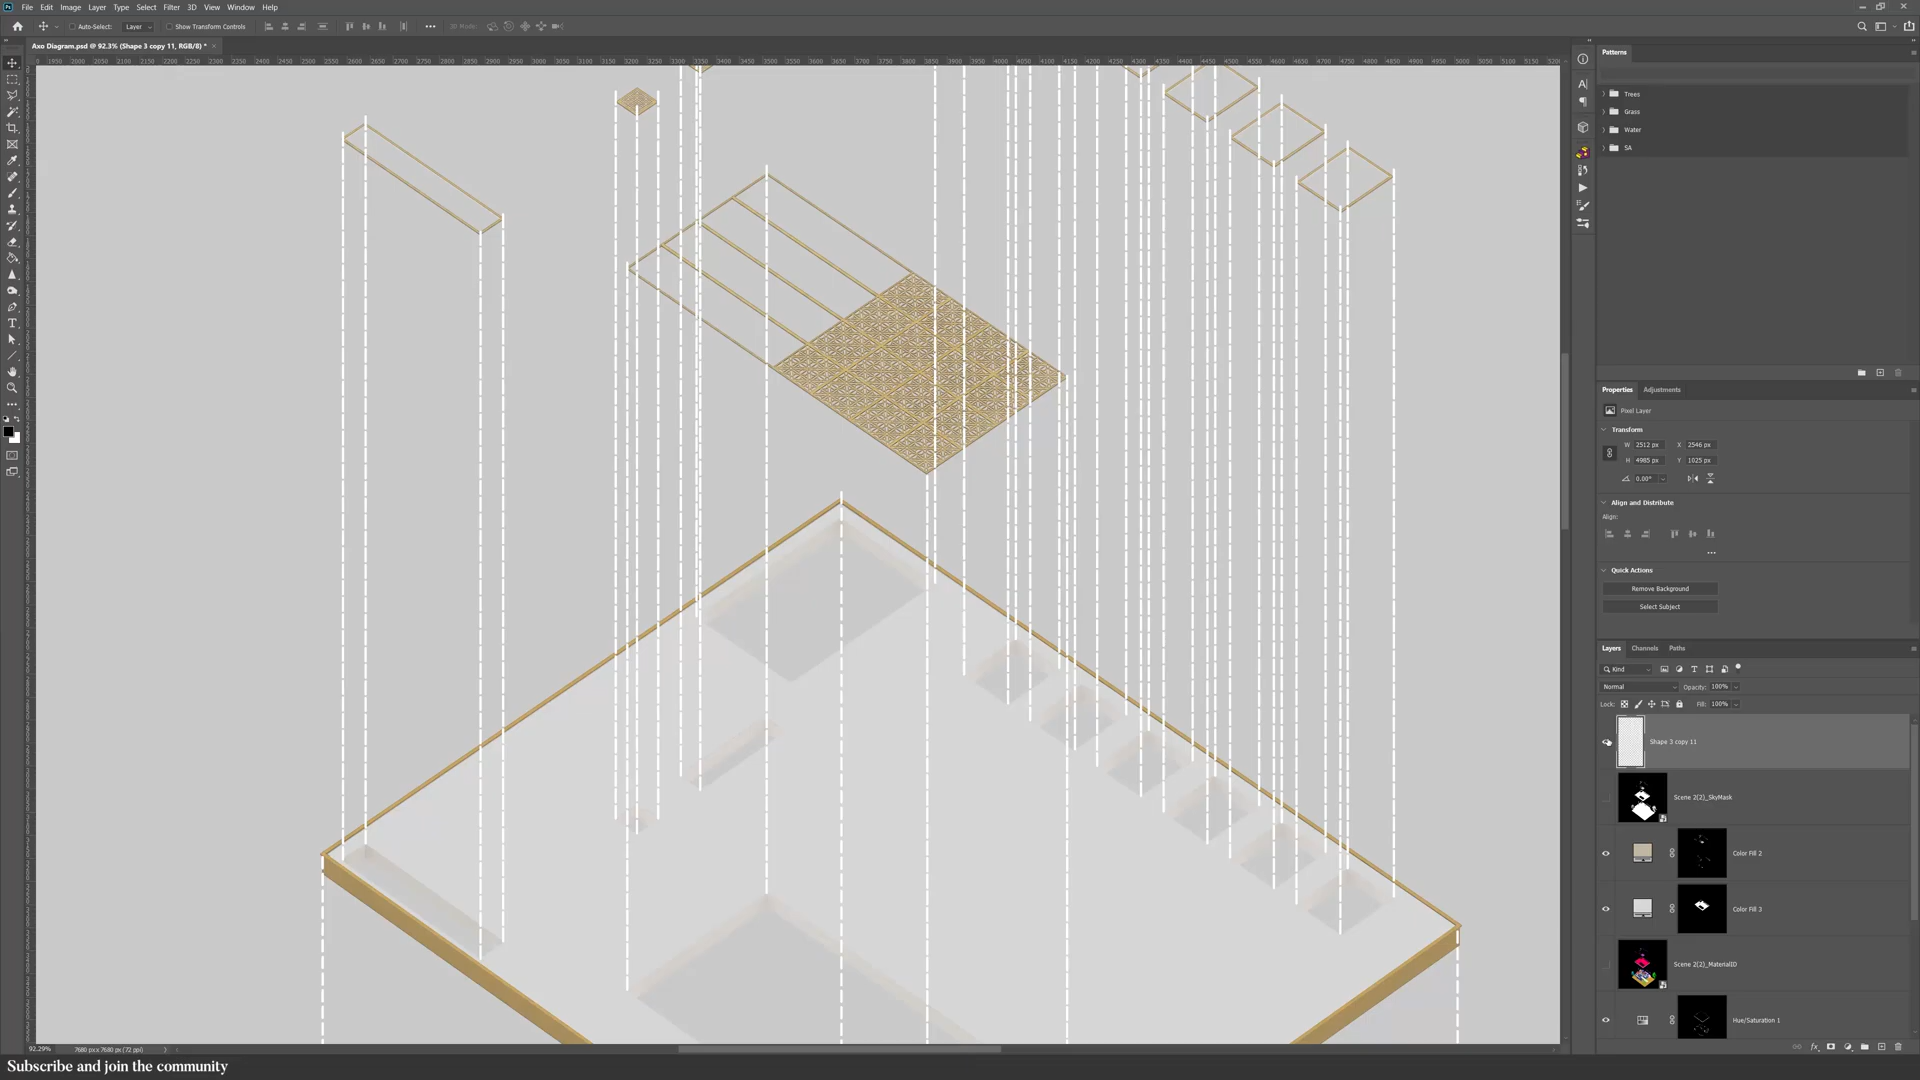 File Edit Image Layer Type Select Filter 3D View Window Help
Auto-Select: Layer Show Transform Controls 3D Mode:
Axo Diagram.psd @ 92.3% (Shape 3 copy 11, RGB/8) *
Patterns
Trees
Grass
Water
SA
Properties Adjustments
Pixel Layer
Transform
W 2512 px X 2546 px
H 4985 px Y 1025 px
0.00°
Align and Distribute
Align:
Quick Actions
Remove Background
Select Subject
Layers Channels Paths
Kind
Normal Opacity: 100%
Lock: Fill: 100%
Shape 3 copy 11
Scene 2(2)_SkyMask
Color Fill 2
Color Fill 3
Scene 2(2)_MaterialID
Hue/Saturation 1
92.29% 7680 px x 7680 px (72 ppi)
Subscribe and join the community